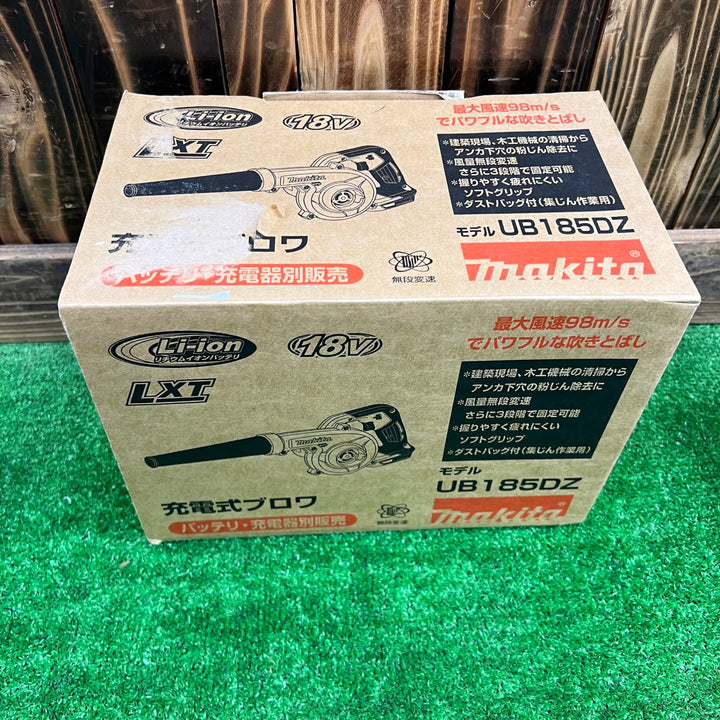 Li-ion
リチウムイオンバッテリ
18V
LXT
makita
充電式ブロワ
バッテリ・充電器別販売
無段変速
最大風速98m/s
でパワフルな吹きとばし
*建築現場、木工機械の清掃から
アンカ下穴の粉じん除去に
*風量無段変速
さらに3段階で固定可能
*握りやすく疲れにくい
ソフトグリップ
*ダストバッグ付(集じん作業用)
モデル UB185DZ
makita®
Li-ion
リチウムイオンバッテリ
18V
LXT
makita
充電式ブロワ
バッテリ・充電器別販売
無段変速
最大風速98m/s
でパワフルな吹きとばし
*建築現場、木工機械の清掃から
アンカ下穴の粉じん除去に
*風量無段変速
さらに3段階で固定可能
*握りやすく疲れにくい
ソフトグリップ
*ダストバッグ付(集じん作業用)
モデル
UB185DZ
makita